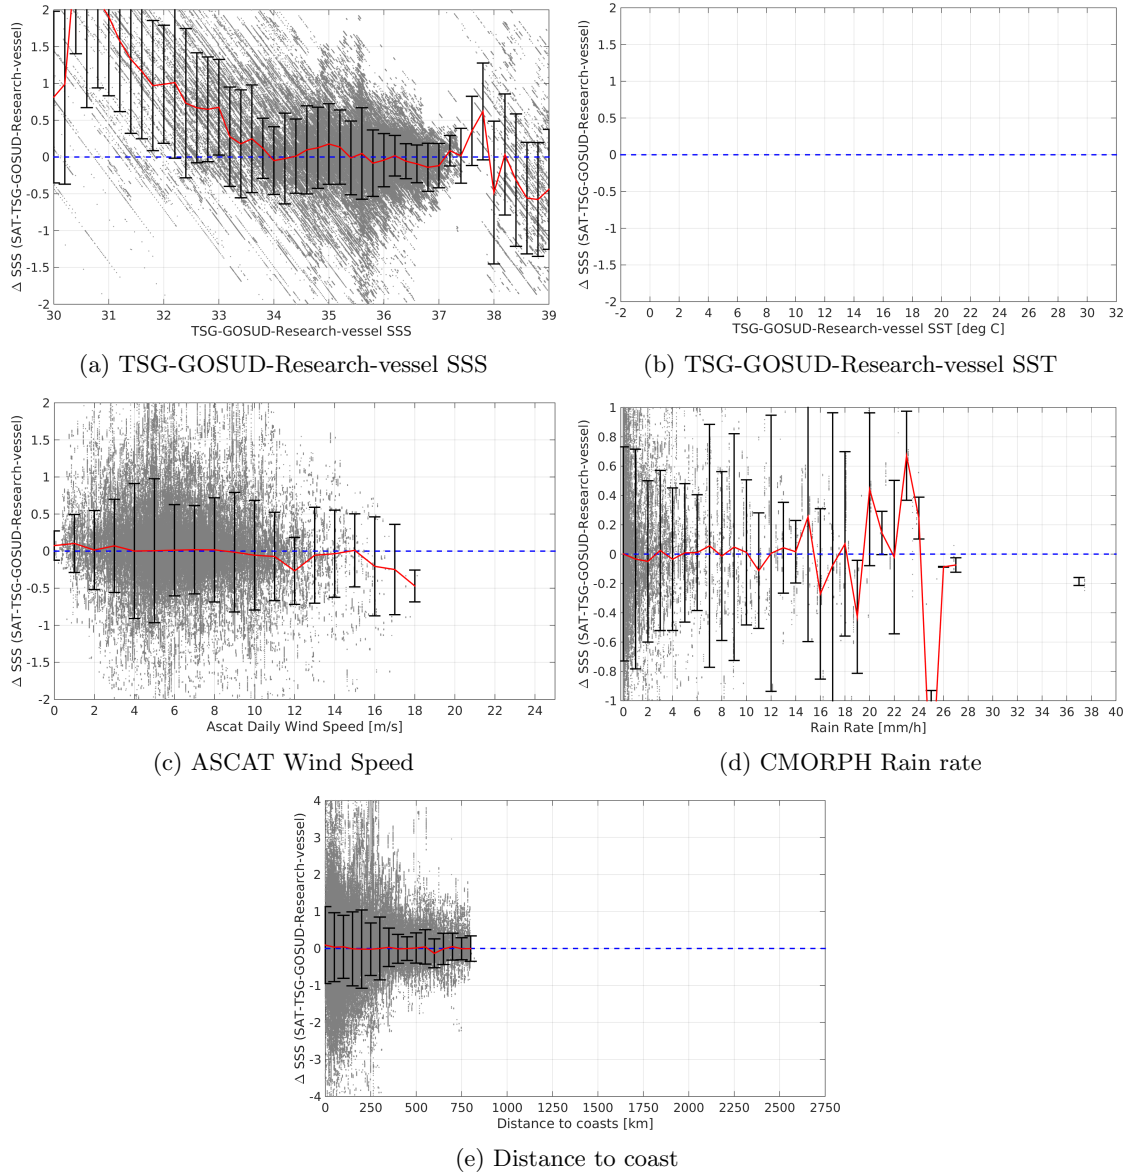 Δ SSS (SAT-TSG-GOSUD-Research-vessel)
2
1.5
1
0.5
0
-0.5
-1
-1.5
-2
30 31 32 33 34 35 36 37 38 39
TSG-GOSUD-Research-vessel SSS
(a) TSG-GOSUD-Research-vessel SSS
Δ SSS (SAT-TSG-GOSUD-Research-vessel)
2
1.5
1
0.5
0
-0.5
-1
-1.5
-2
-2 0 2 4 6 8 10 12 14 16 18 20 22 24 26 28 30 32
TSG-GOSUD-Research-vessel SST [deg C]
(b) TSG-GOSUD-Research-vessel SST
Δ SSS (SAT-TSG-GOSUD-Research-vessel)
2
1.5
1
0.5
0
-0.5
-1
-1.5
-2
0 2 4 6 8 10 12 14 16 18 20 22 24
Ascat Daily Wind Speed [m/s]
(c) ASCAT Wind Speed
Δ SSS (SAT-TSG-GOSUD-Research-vessel)
1
0.8
0.6
0.4
0.2
0
-0.2
-0.4
-0.6
-0.8
-1
0 2 4 6 8 10 12 14 16 18 20 22 24 26 28 30 32 34 36 38 40
Rain Rate [mm/h]
(d) CMORPH Rain rate
Δ SSS (SAT-TSG-GOSUD-Research-vessel)
4
3
2
1
0
-1
-2
-3
-4
0 250 500 750 1000 1250 1500 1750 2000 2250 2500 2750
Distance to coasts [km]
(e) Distance to coast